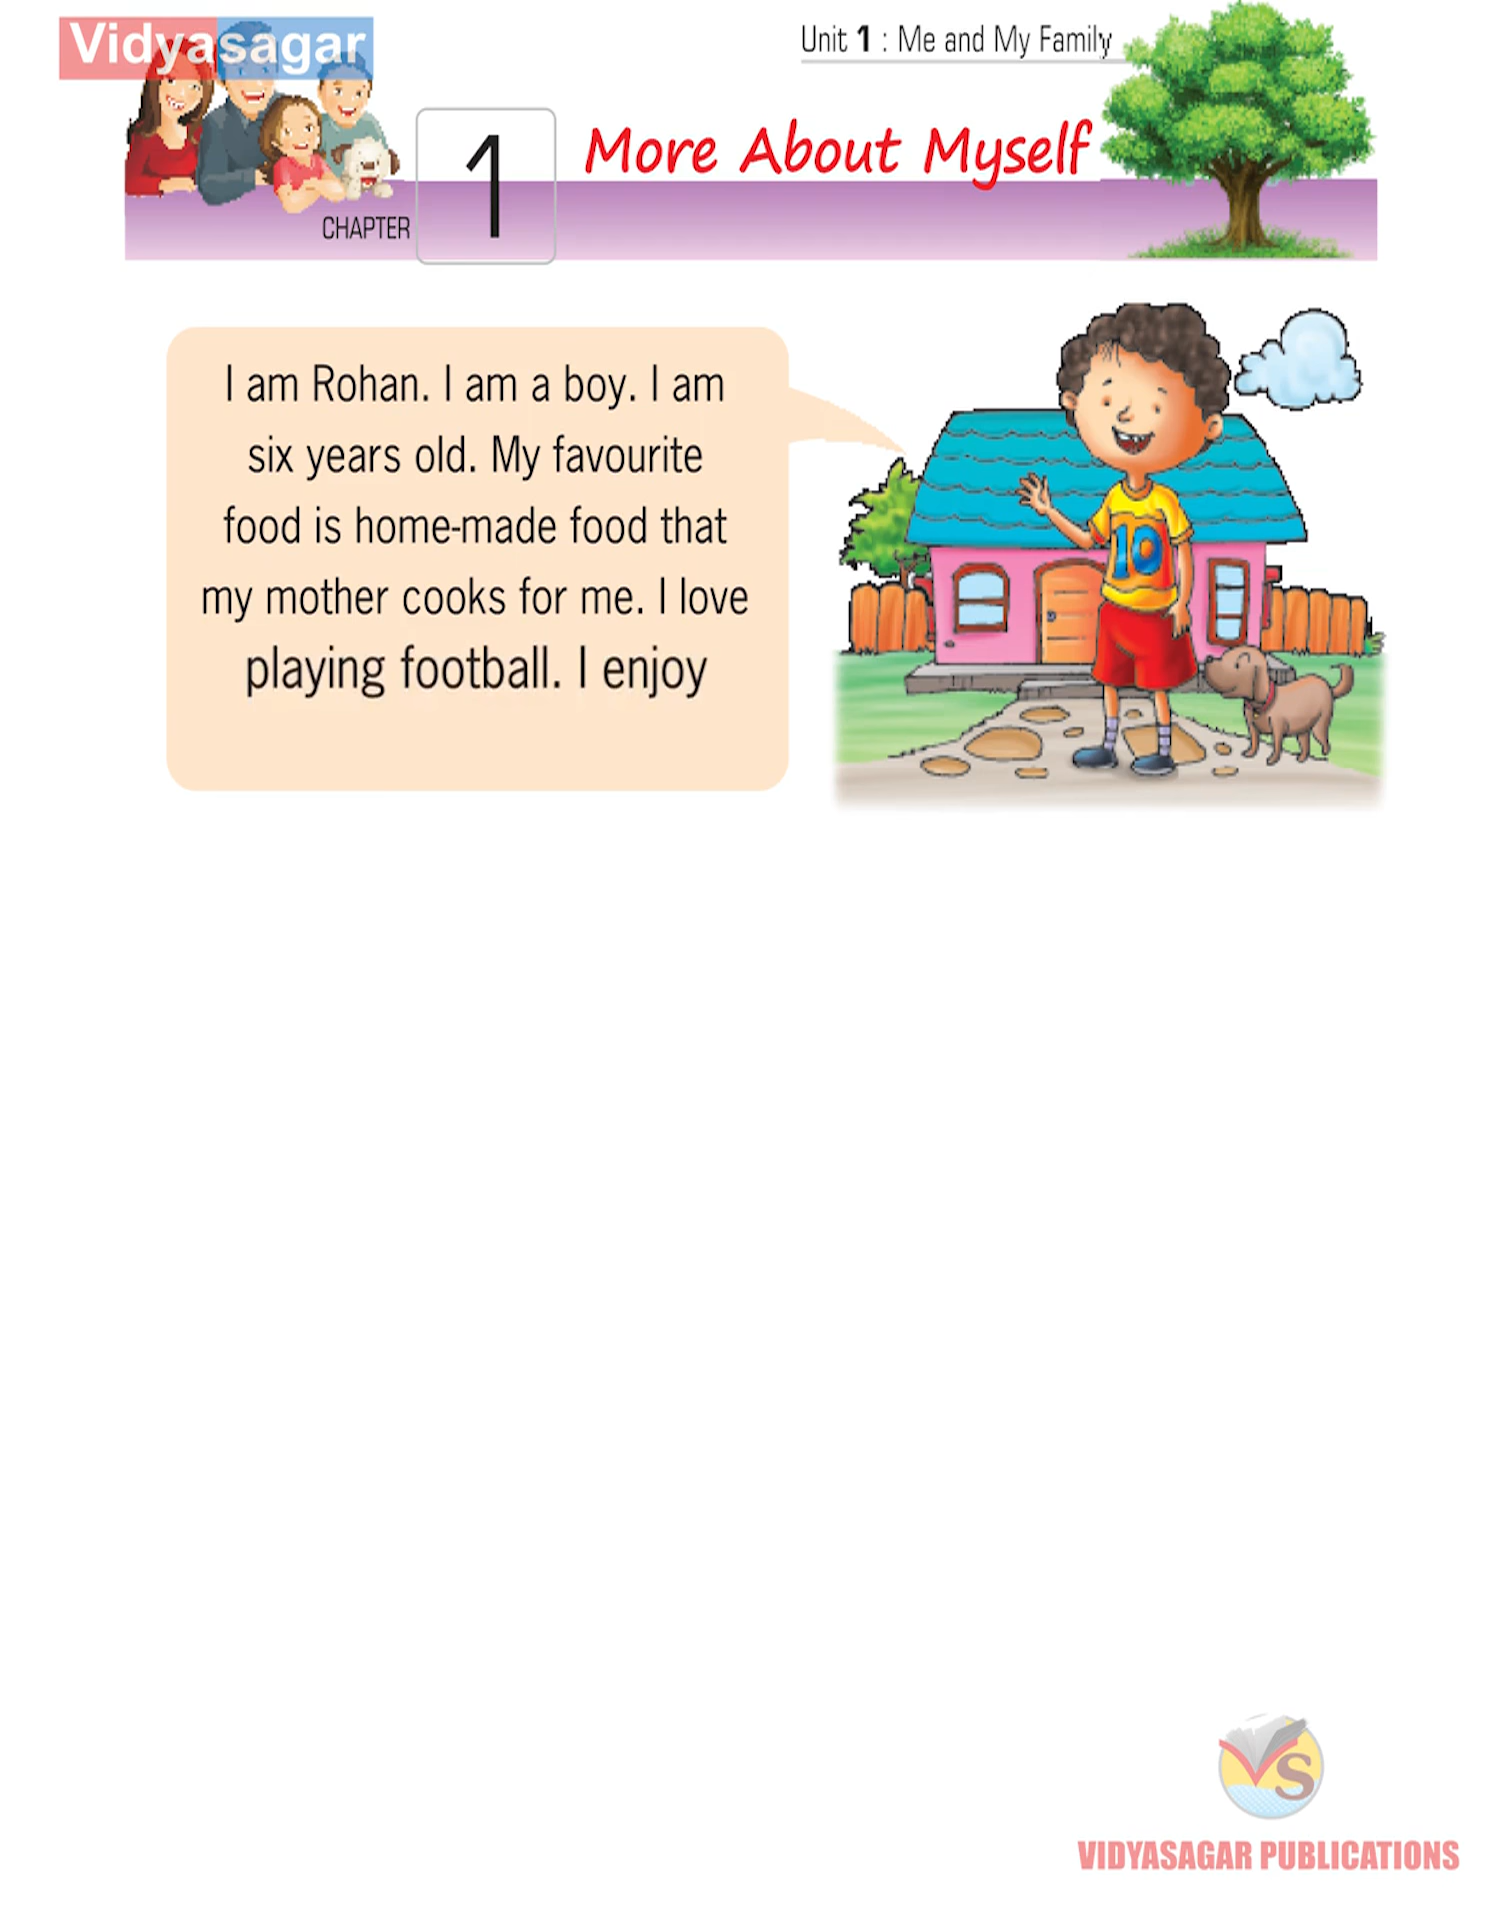 Vidyasagar
Unit 1 : Me and My Family
CHAPTER
1
More About Myself
I am Rohan. I am a boy. I am
six years old. My favourite
food is home-made food that
my mother cooks for me. I love
playing football. I enjoy
10
VS
VIDYASAGAR PUBLICATIONS